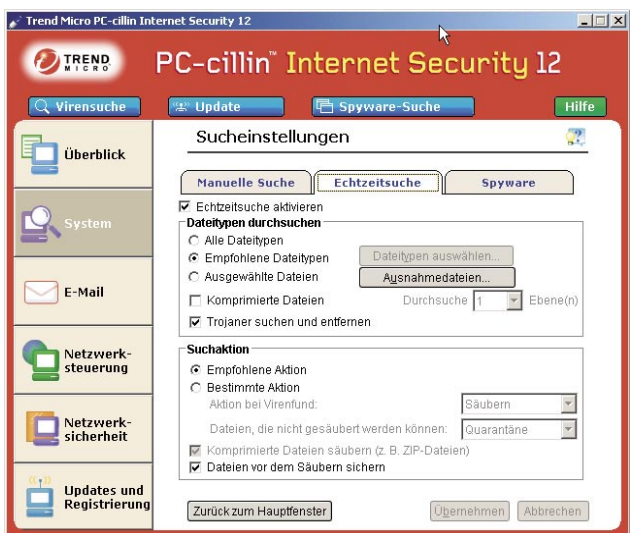 Trend Micro PC-cillin Internet Security 12
TREND MICRO
PC-cillin™ Internet Security 12
Virensuche
Update
Spyware-Suche
Hilfe
Überblick
System
E-Mail
Netzwerk-
steuerung
Netzwerk-
sicherheit
Updates und
Registrierung
Sucheinstellungen
Manuelle Suche
Echtzeitsuche
Spyware
Echtzeitsuche aktivieren
Dateitypen durchsuchen
Alle Dateitypen
Empfohlene Dateitypen
Dateitypen auswählen...
Ausgewählte Dateien
Ausnahmedateien...
Komprimierte Dateien
Durchsuche 1 Ebene(n)
Trojaner suchen und entfernen
Suchaktion
Empfohlene Aktion
Bestimmte Aktion
Aktion bei Virenfund: Säubern
Dateien, die nicht gesäubert werden können: Quarantäne
Komprimierte Dateien säubern (z. B. ZIP-Dateien)
Dateien vor dem Säubern sichern
Zurück zum Hauptfenster
Übernehmen
Abbrechen